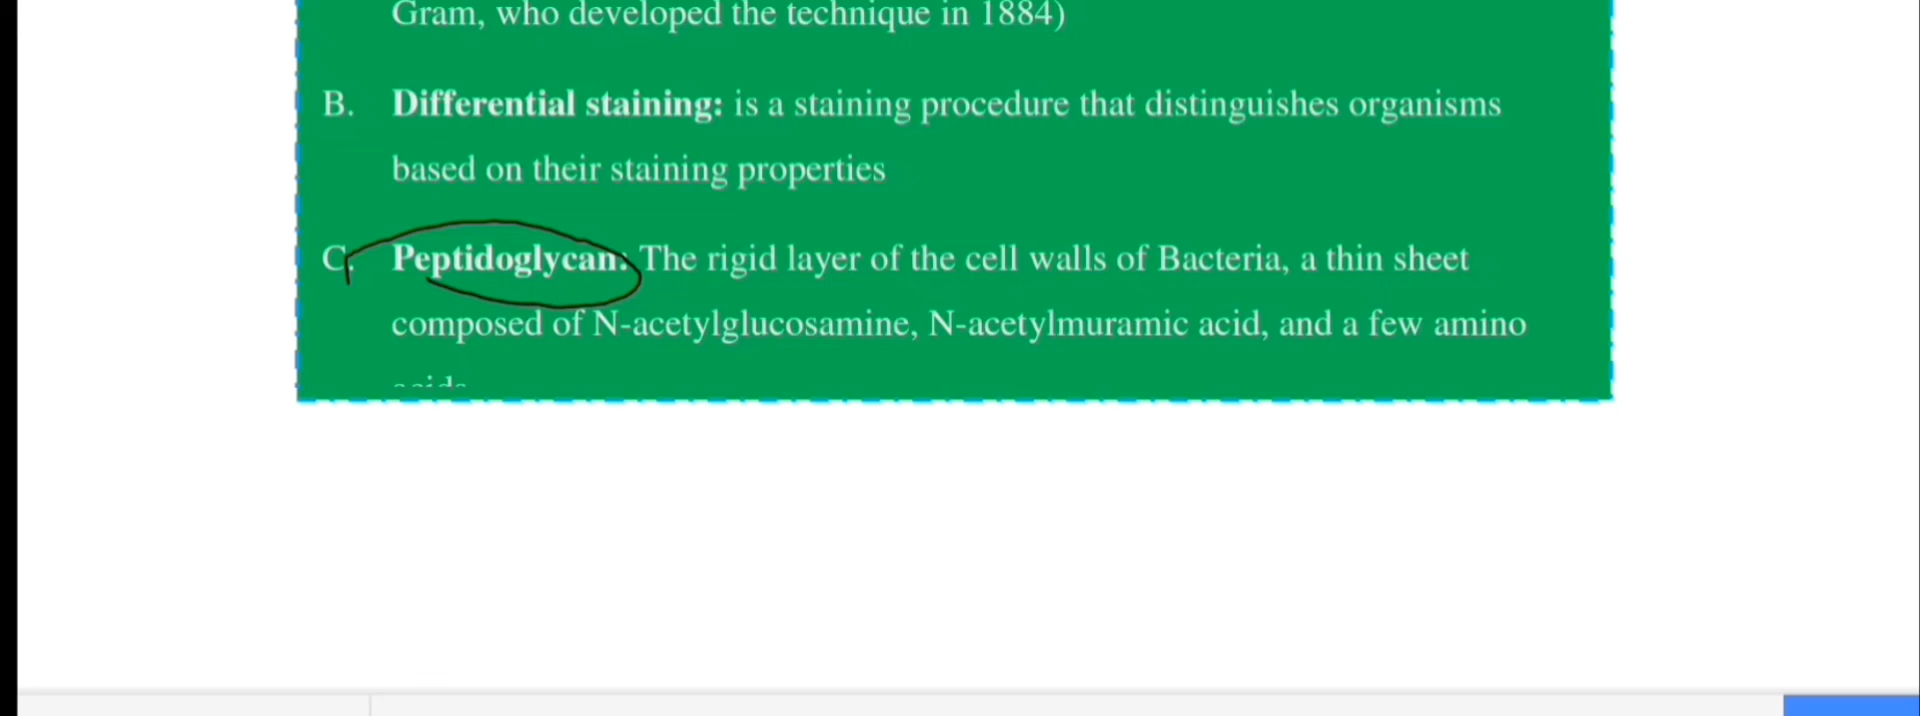 Gram, who developed the technique in 1884)
B. Differential staining: is a staining procedure that distinguishes organisms
based on their staining properties
C. Peptidoglycan: The rigid layer of the cell walls of Bacteria, a thin sheet
composed of N-acetylglucosamine, N-acetylmuramic acid, and a few amino